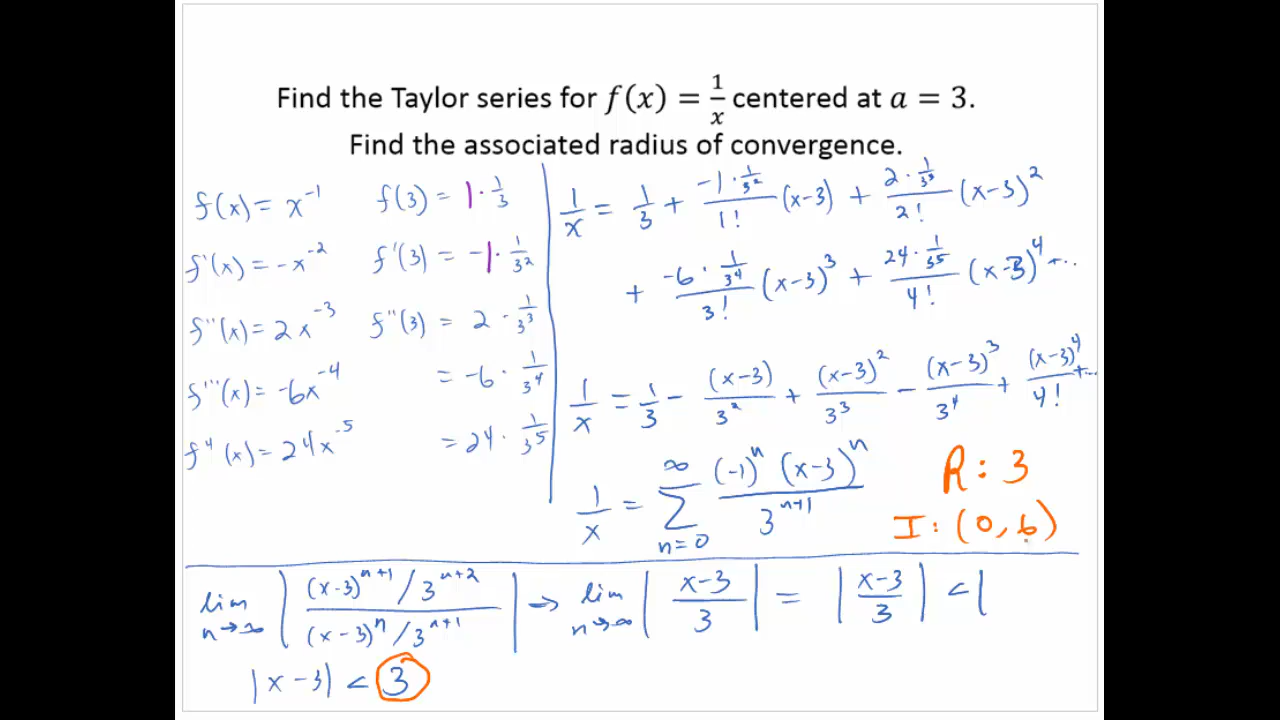 Find the Taylor series for f(x) = 1/x centered at a = 3.
Find the associated radius of convergence.
f(x) = x^-1
f(3) = 1 · 1/3
f'(x) = -x^-2
f'(3) = -1 · 1/3^2
f''(x) = 2x^-3
f''(3) = 2 · 1/3^3
f'''(x) = -6x^-4
= -6 · 1/3^4
f^4(x) = 24x^-5
= 24 · 1/3^5
1/x = 1/3 + (-1 · 1/3^2)/1! (x-3) + (2 · 1/3^3)/2! (x-3)^2
+ (-6 · 1/3^4)/3! (x-3)^3 + (24 · 1/3^5)/4! (x-3)^4 + ...
1/x = 1/3 - (x-3)/3^2 + (x-3)^2/3^3 - (x-3)^3/3^4 + (x-3)^4/4! + ...
1/x = ∑_{n=0}^{∞} (-1)^n (x-3)^n / 3^{n+1}
R: 3
I: (0, 6)
lim_{n→∞} | ((x-3)^{n+1} / 3^{n+2}) / ((x-3)^n / 3^{n+1}) | → lim_{n→∞} | (x-3)/3 | = | (x-3)/3 | < 1
|x-3| < 3